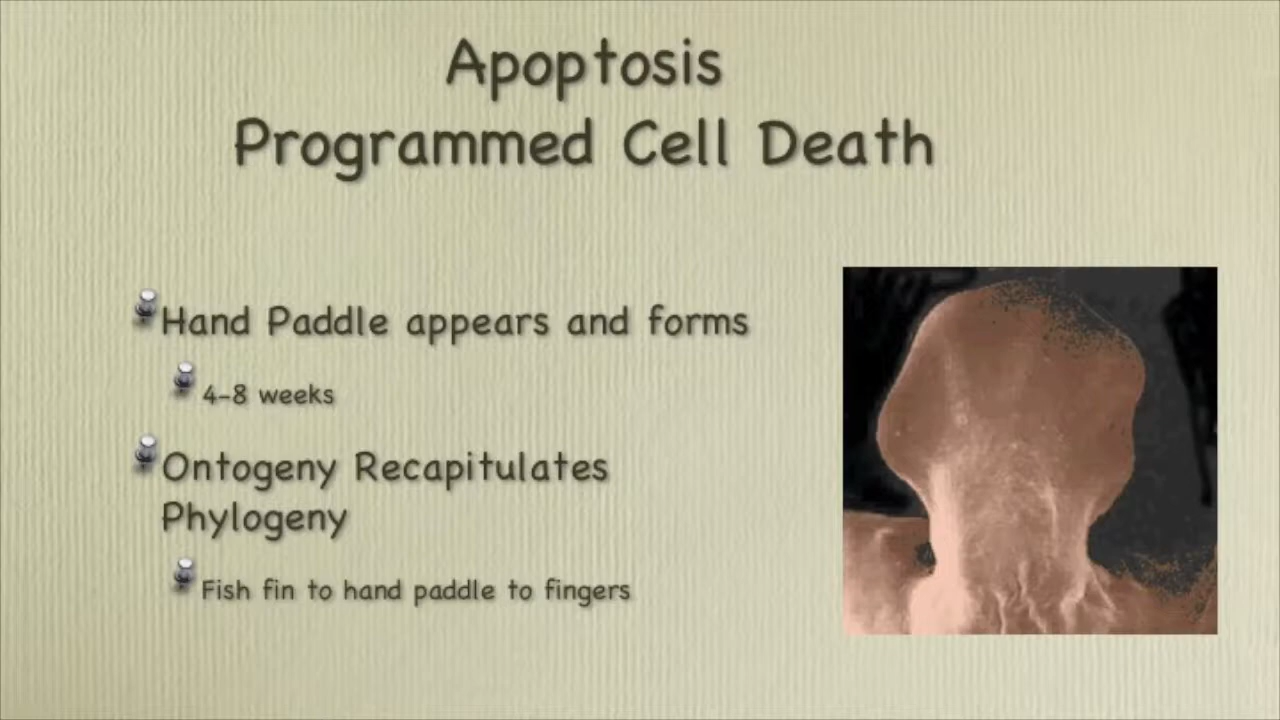 Apoptosis
Programmed Cell Death
Hand Paddle appears and forms
4-8 weeks
Ontogeny Recapitulates
Phylogeny
Fish fin to hand paddle to fingers